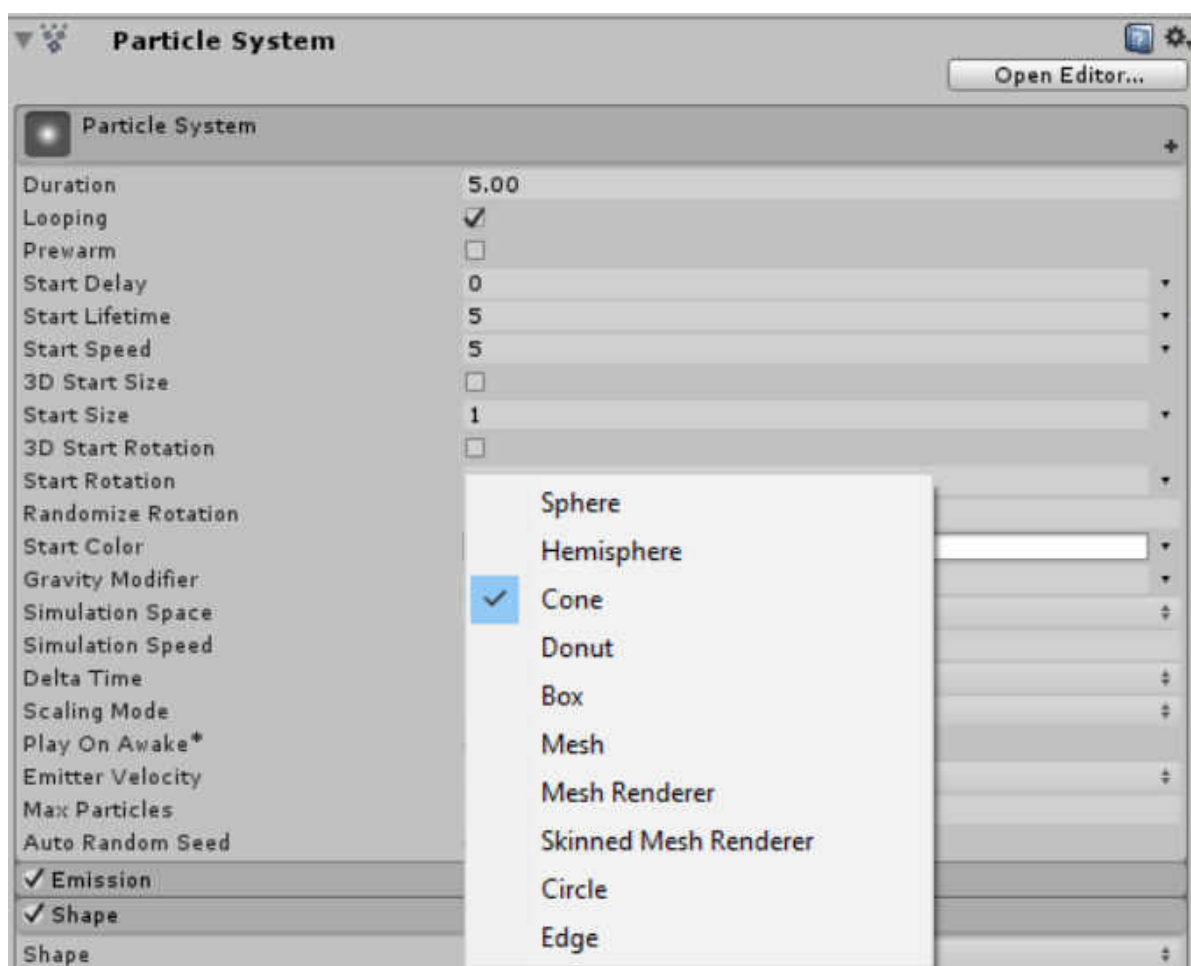 Particle System
Open Editor...
Particle System
Duration 5.00
Looping
Prewarm
Start Delay 0
Start Lifetime 5
Start Speed 5
3D Start Size
Start Size 1
3D Start Rotation
Start Rotation
Randomize Rotation
Start Color
Gravity Modifier
Simulation Space
Simulation Speed
Delta Time
Scaling Mode
Play On Awake*
Emitter Velocity
Max Particles
Auto Random Seed
Emission
Shape
Shape
Sphere
Hemisphere
Cone
Donut
Box
Mesh
Mesh Renderer
Skinned Mesh Renderer
Circle
Edge